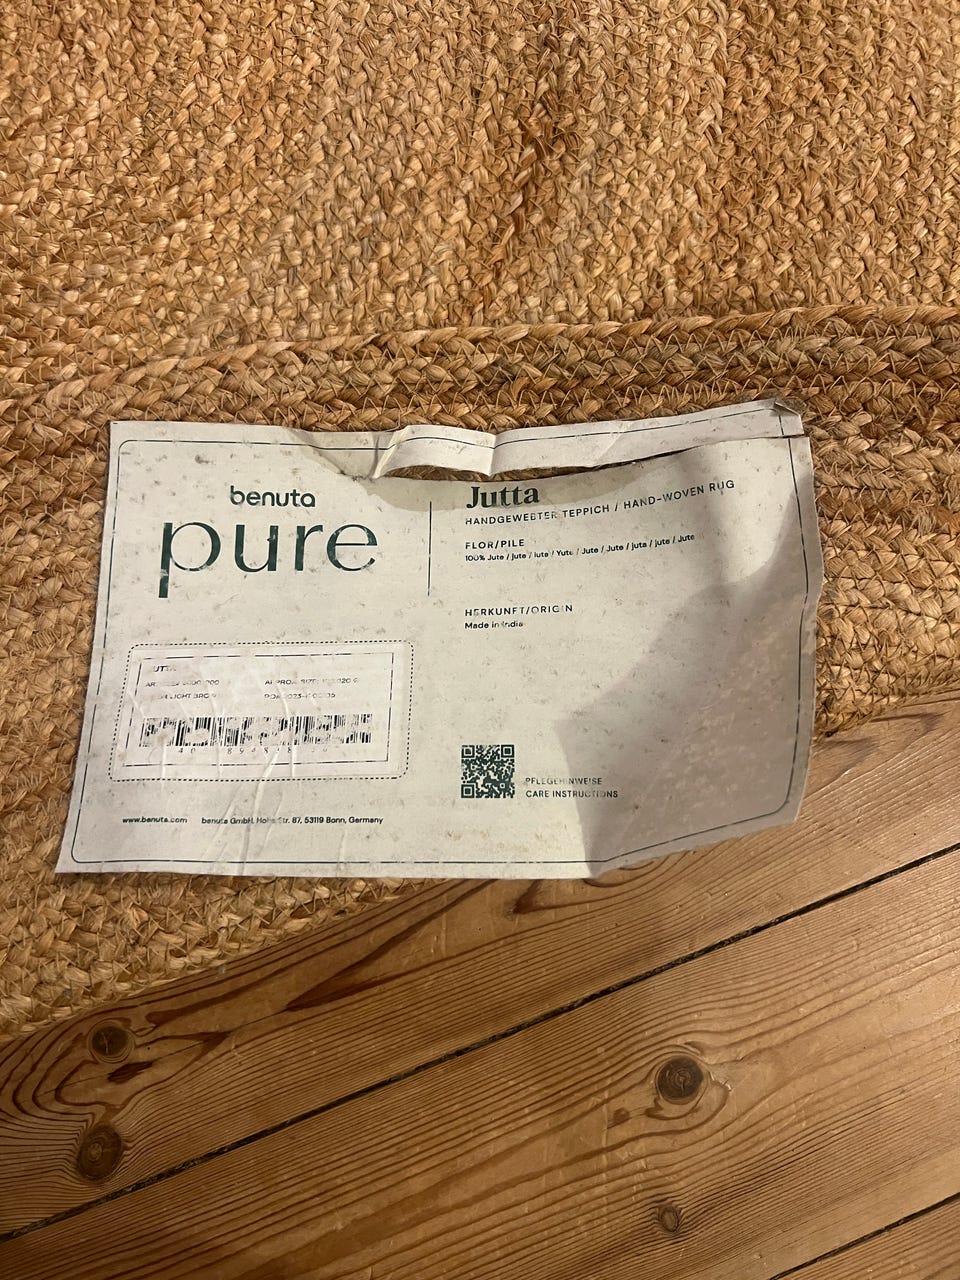 benuta
pure
Jutta
HANDGEWEBTER TEPPICH / HAND-WOVEN RUG
FLOR/PILE
100% Jute / jute / iuta / Yute / Jute / Jute / juta / jute / Jute
HERKUNFT/ORIGIN
Made in India
LIGHT
PFLEGEHINWEISE
CARE INSTRUCTIONS
www.benuta.com benuta GmbH, Hohe Str. 87, 53119 Bonn, Germany